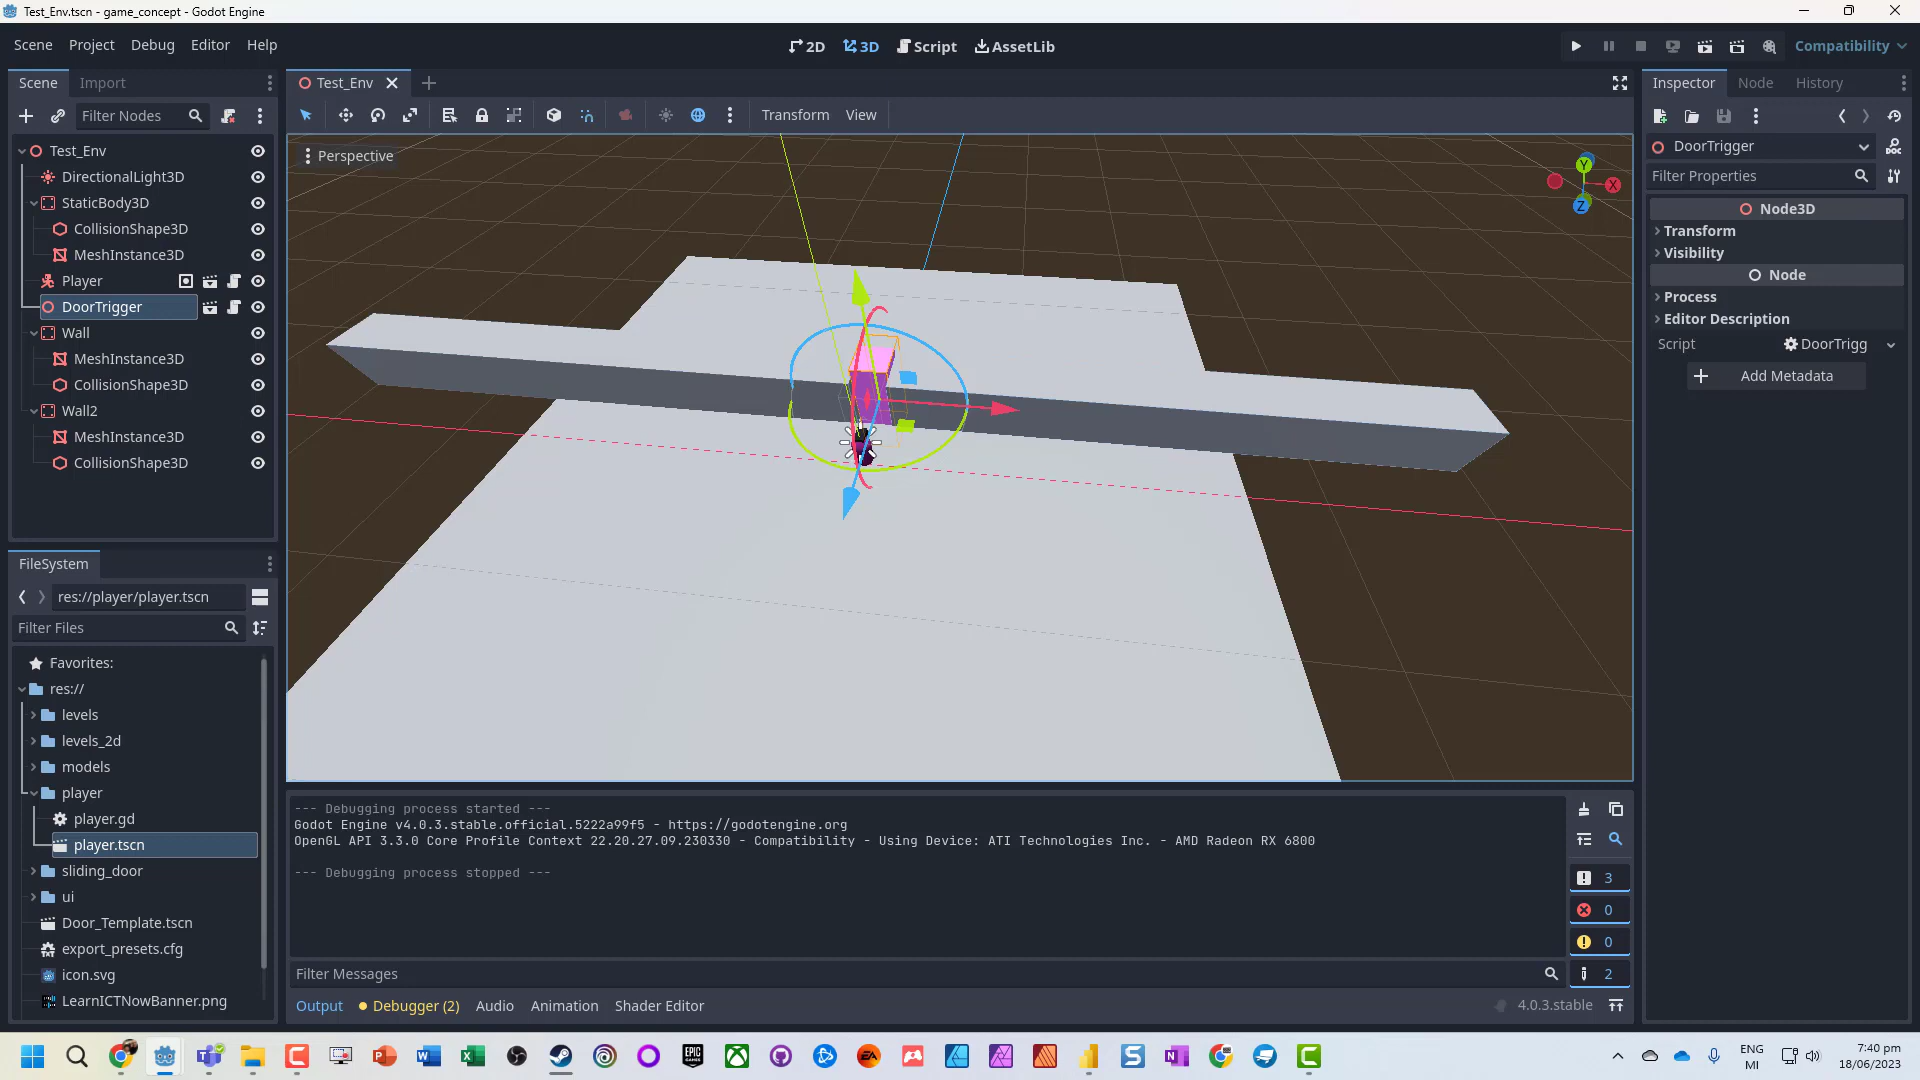 Test_Env.tscn - game_concept - Godot Engine
Scene Project Debug Editor Help
2D 3D Script AssetLib
Compatibility
Scene Import
Filter Nodes
Test_Env
DirectionalLight3D
StaticBody3D
CollisionShape3D
MeshInstance3D
Player
DoorTrigger
Wall
MeshInstance3D
CollisionShape3D
Wall2
MeshInstance3D
CollisionShape3D
FileSystem
res://player/player.tscn
Filter Files
Favorites:
res://
levels
levels_2d
models
player
player.gd
player.tscn
sliding_door
ui
Door_Template.tscn
export_presets.cfg
icon.svg
LearnICTNowBanner.png
Test_Env
Transform View
Perspective
Y
X
Z
--- Debugging process started ---
Godot Engine v4.0.3.stable.official.5222a99f5 - https://godotengine.org
OpenGL API 3.3.0 Core Profile Context 22.20.27.09.230330 - Compatibility - Using Device: ATI Technologies Inc. - AMD Radeon RX 6800
--- Debugging process stopped ---
3
0
0
2
Filter Messages
Output Debugger (2) Audio Animation Shader Editor
4.0.3.stable
Inspector Node History
DoorTrigger
Filter Properties
Node3D
Transform
Visibility
Node
Process
Editor Description
Script DoorTrigg
Add Metadata
ENG
MI
7:40 pm
18/06/2023